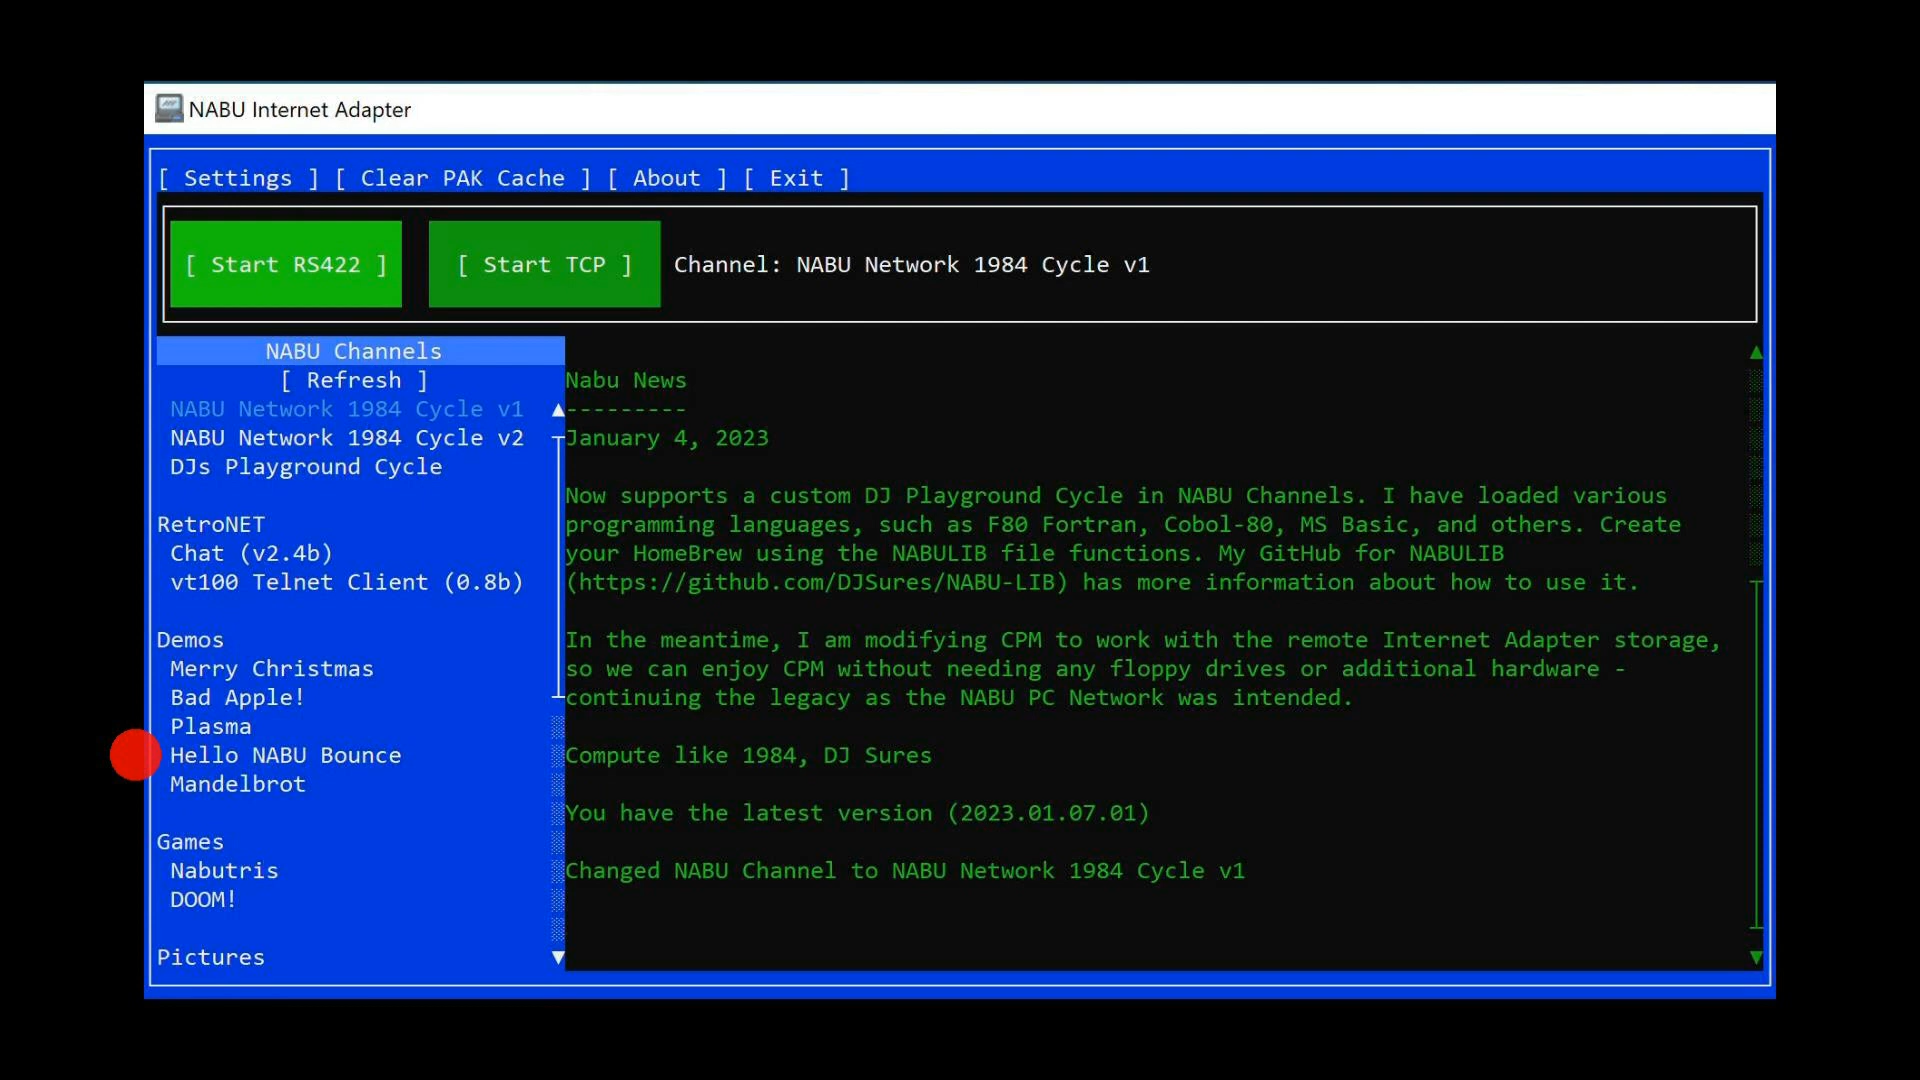 NABU Internet Adapter
[ Settings ] [ Clear PAK Cache ] [ About ] [ Exit ]
[ Start RS422 ] [ Start TCP ] Channel: NABU Network 1984 Cycle v1
NABU Channels
[ Refresh ]
NABU Network 1984 Cycle v1
NABU Network 1984 Cycle v2
DJs Playground Cycle
RetroNET
Chat (v2.4b)
vt100 Telnet Client (0.8b)
Demos
Merry Christmas
Bad Apple!
Plasma
Hello NABU Bounce
Mandelbrot
Games
Nabutris
DOOM!
Pictures
Nabu News
---------
January 4, 2023
Now supports a custom DJ Playground Cycle in NABU Channels. I have loaded various
programming languages, such as F80 Fortran, Cobol-80, MS Basic, and others. Create
your HomeBrew using the NABULIB file functions. My GitHub for NABULIB
(https://github.com/DJSures/NABU-LIB) has more information about how to use it.
In the meantime, I am modifying CPM to work with the remote Internet Adapter storage,
so we can enjoy CPM without needing any floppy drives or additional hardware -
continuing the legacy as the NABU PC Network was intended.
Compute like 1984, DJ Sures
You have the latest version (2023.01.07.01)
Changed NABU Channel to NABU Network 1984 Cycle v1